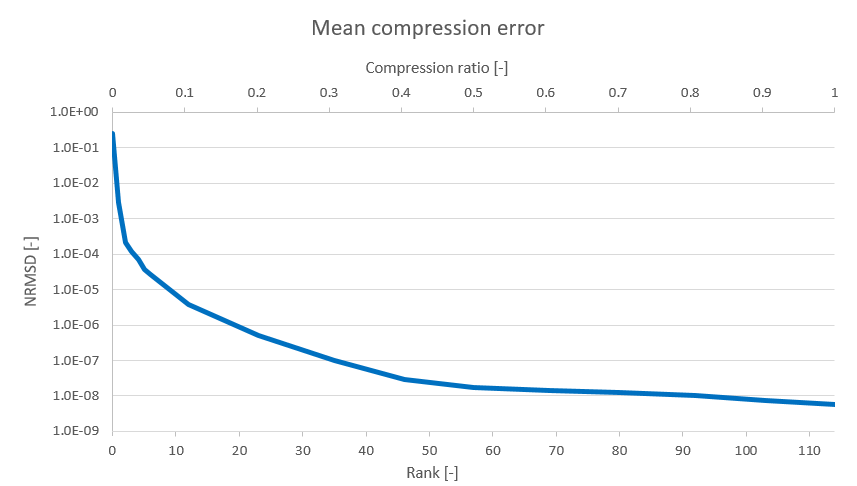 Mean compression error
Compression ratio [-]
0 0.1 0.2 0.3 0.4 0.5 0.6 0.7 0.8 0.9 1
1.0E+00
1.0E-01
1.0E-02
1.0E-03
1.0E-04
1.0E-05
1.0E-06
1.0E-07
1.0E-08
1.0E-09
NRMSD [-]
0 10 20 30 40 50 60 70 80 90 100 110
Rank [-]